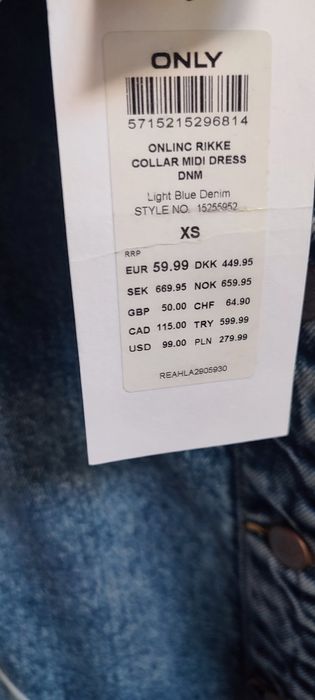 ONLY
5715215296814
ONLINC RIKKE
COLLAR MIDI DRESS
DNM
Light Blue Denim
STYLE NO. 15255952
XS
RRP
EUR 59.99 DKK 449.95
SEK 669.95 NOK 659.95
GBP 50.00 CHF 64.90
CAD 115.00 TRY 599.99
USD 99.00 PLN 279.99
REAHLA2905930